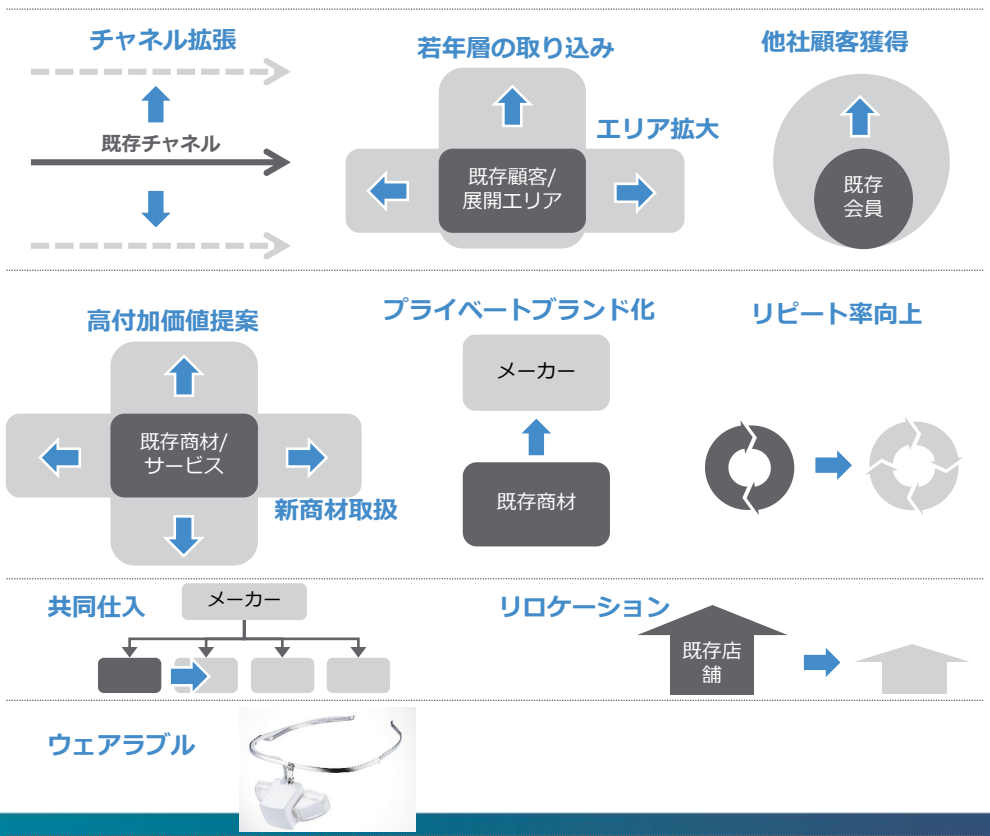 チャネル拡張
既存チャネル
若年層の取り込み
エリア拡大
既存顧客/
展開エリア
他社顧客獲得
既存
会員
高付加価値提案
既存商材/
サービス
新商材取扱
プライベートブランド化
メーカー
既存商材
リピート率向上
共同仕入
メーカー
リロケーション
既存店
舗
ウェアラブル